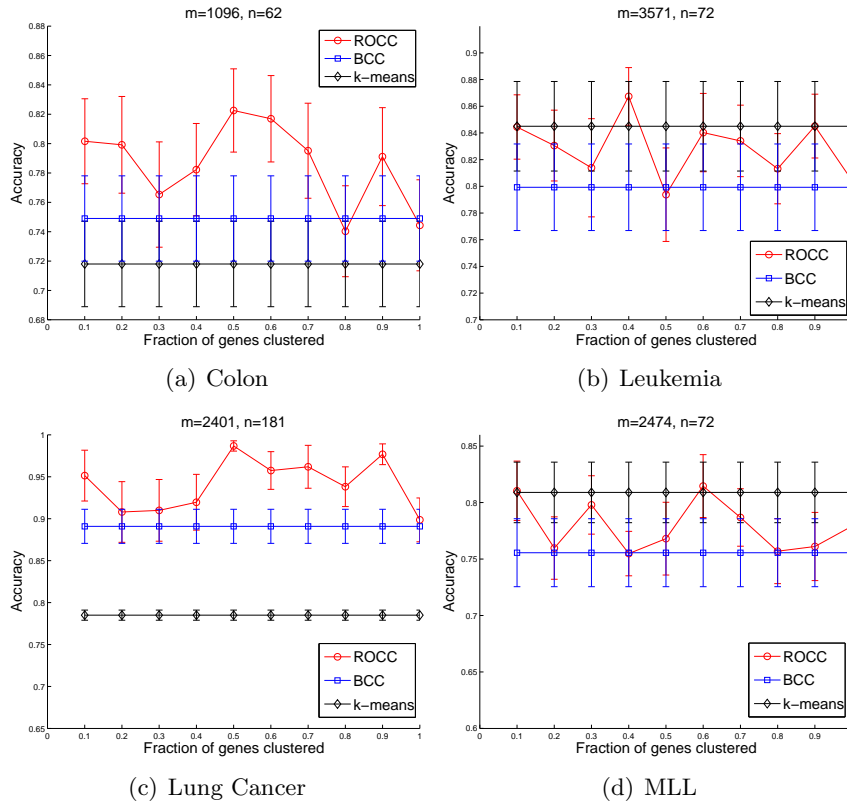 m=1096, n=62
0.88
0.86
0.84
0.82
0.8
0.78
0.76
0.74
0.72
0.7
0.68
Accuracy
ROCC
BCC
k−means
0 0.1 0.2 0.3 0.4 0.5 0.6 0.7 0.8 0.9 1
Fraction of genes clustered
(a) Colon
m=3571, n=72
0.9
0.88
0.86
0.84
0.82
0.8
0.78
0.76
0.74
0.72
0.7
Accuracy
ROCC
BCC
k−means
0 0.1 0.2 0.3 0.4 0.5 0.6 0.7 0.8 0.9
Fraction of genes clustered
(b) Leukemia
m=2401, n=181
1
0.95
0.9
0.85
0.8
0.75
0.7
0.65
Accuracy
ROCC
BCC
k−means
0 0.1 0.2 0.3 0.4 0.5 0.6 0.7 0.8 0.9 1
Fraction of genes clustered
(c) Lung Cancer
m=2474, n=72
0.85
0.8
0.75
0.7
0.65
0.6
Accuracy
ROCC
BCC
k−means
0 0.1 0.2 0.3 0.4 0.5 0.6 0.7 0.8 0.9
Fraction of genes clustered
(d) MLL